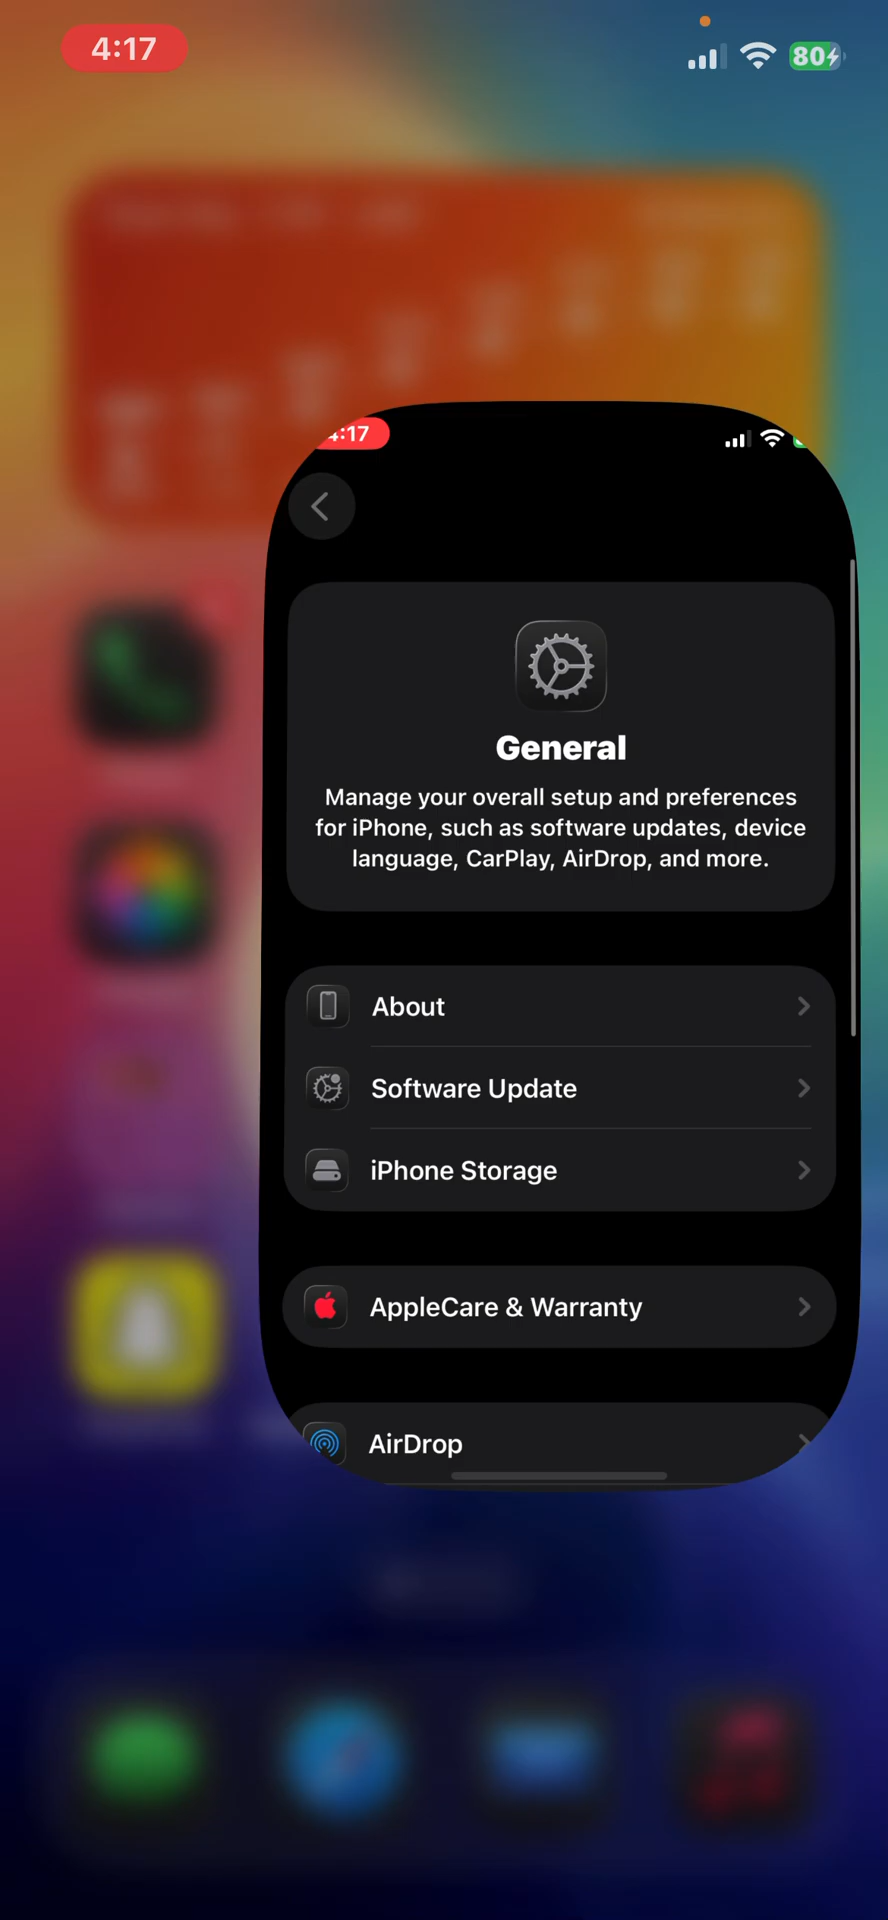 4:17
80
4:17
General
Manage your overall setup and preferences
for iPhone, such as software updates, device
language, CarPlay, AirDrop, and more.
About
Software Update
iPhone Storage
AppleCare & Warranty
AirDrop